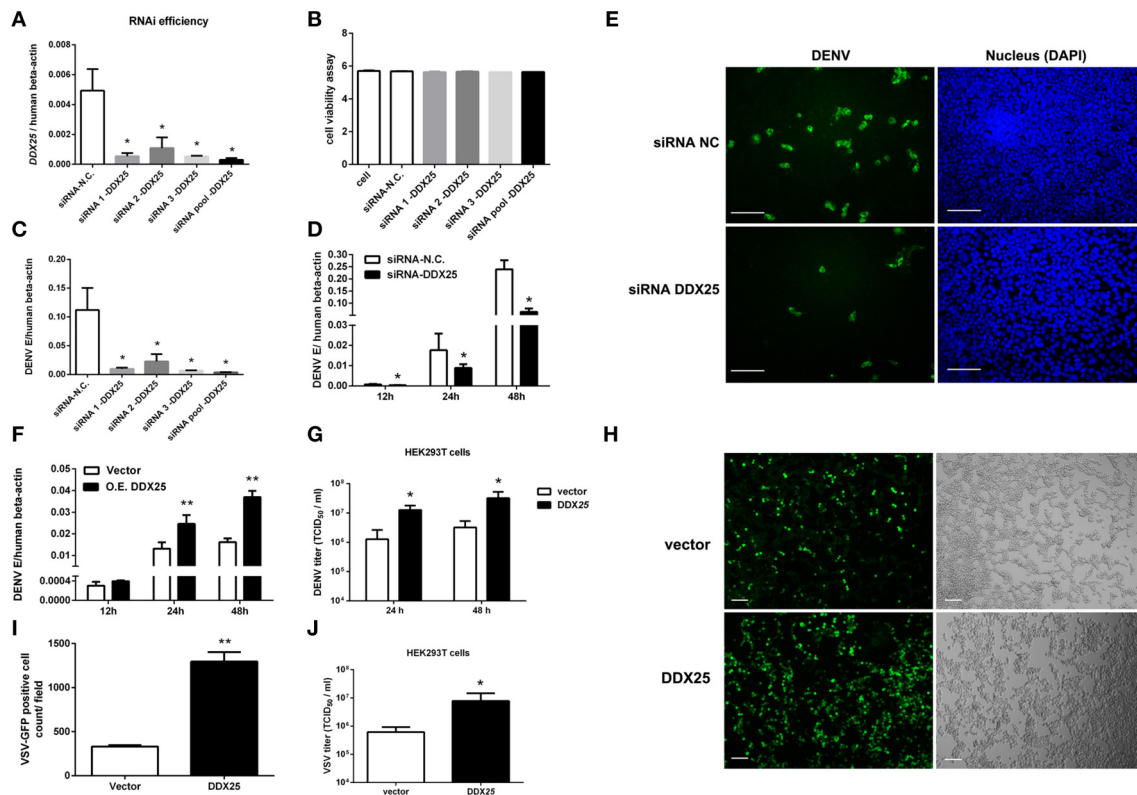 A
RNAi efficiency
DDX25 / human beta-actin
0.008
0.006
0.004
0.002
0.000
*
*
*
*
siRNA-N.C.
siRNA 1 -DDX25
siRNA 2 -DDX25
siRNA 3 -DDX25
siRNA pool -DDX25
B
cell viability assay
8
6
4
2
0
cell
siRNA-N.C.
siRNA 1 -DDX25
siRNA 2 -DDX25
siRNA 3 -DDX25
siRNA pool -DDX25
C
DENV E/human beta-actin
0.20
0.15
0.10
0.05
0.00
*
*
*
*
siRNA-N.C.
siRNA 1 -DDX25
siRNA 2 -DDX25
siRNA 3 -DDX25
siRNA pool -DDX25
D
DENV E/ human beta-actin
0.30
0.25
0.20
0.15
0.10
0.05
0.03
0.02
0.01
0.00
siRNA-N.C.
siRNA-DDX25
*
*
*
12h
24h
48h
E
DENV
Nucleus (DAPI)
siRNA NC
siRNA DDX25
F
DENV E/human beta-actin
0.05
0.04
0.03
0.02
0.01
0.0004
0.0000
Vector
O.E. DDX25
**
**
12h
24h
48h
G
HEK293T cells
DENV titer (TCID50 / ml)
10^8
10^7
10^6
10^5
10^4
*
*
24 h
48 h
vector
DDX25
H
vector
DDX25
I
VSV-GFP positive cell
count/ field
1500
1000
500
0
**
Vector
DDX25
J
HEK293T cells
VSV titer (TCID50 / ml)
10^8
10^7
10^6
10^5
10^4
*
vector
DDX25